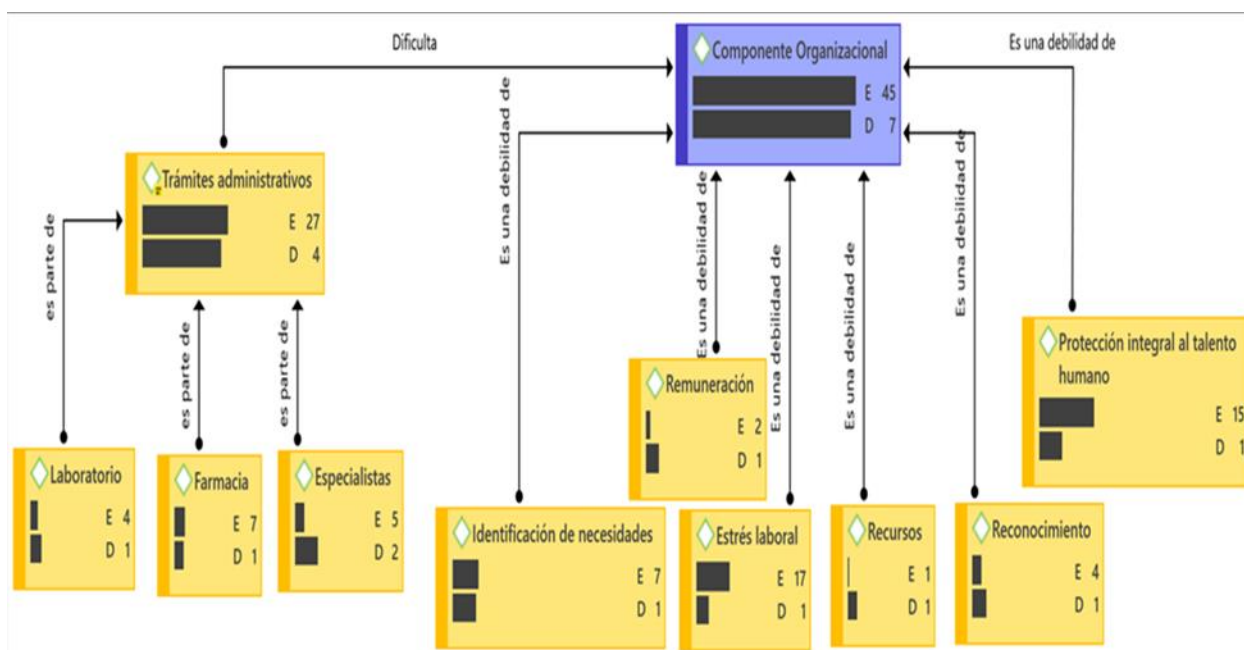 Dificulta
Componente Organizacional
E 45
D 7
Es una debilidad de
Es una debilidad de
Trámites administrativos
E 27
D 4
es parte de
es parte de
es parte de
Es una debilidad de
Es una debilidad de
Es una debilidad de
Es una debilidad de
Protección integral al talento
humano
E 15
D 1
Remuneración
E 2
D 1
Laboratorio
E 4
D 1
Farmacia
E 7
D 1
Especialistas
E 5
D 2
Identificación de necesidades
E 7
D 1
Estrés laboral
E 17
D 1
Recursos
E 1
D 1
Reconocimiento
E 4
D 1